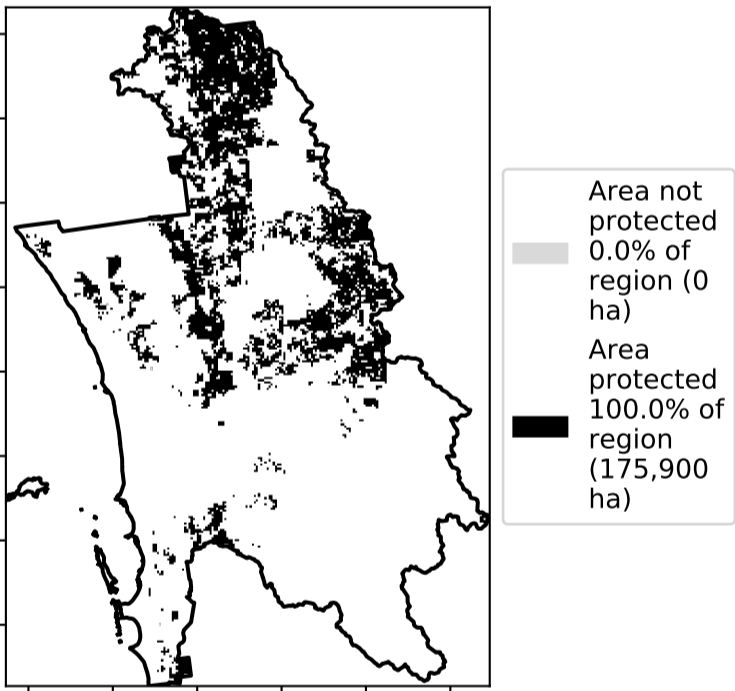 Area not
protected
0.0% of
region (0
ha)
Area
protected
100.0% of
region
(175,900
ha)